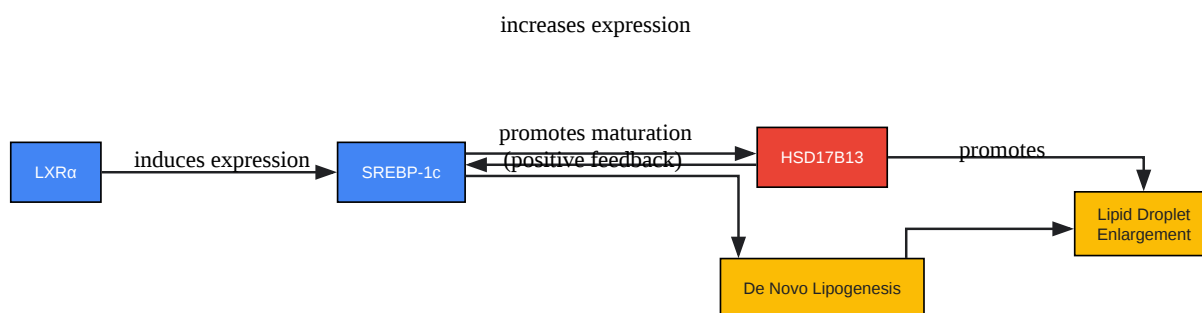 increases expression
promotes maturation
(positive feedback)
LXRα
induces expression
SREBP-1c
HSD17B13
promotes
Lipid Droplet
Enlargement
De Novo Lipogenesis